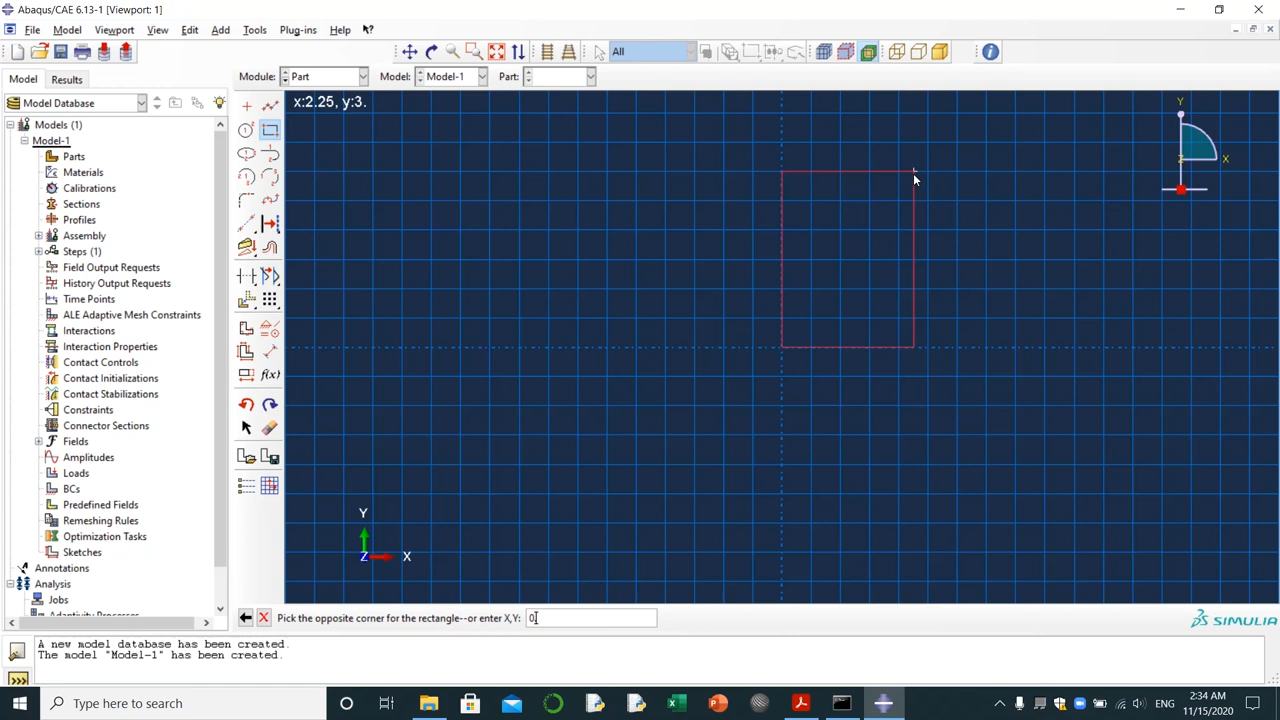 Abaqus/CAE 6.13-1 [Viewport: 1]
File Model Viewport View Edit Add Tools Plug-ins Help
All
Model Results
Module: Part Model: Model-1 Part:
Model Database
x:2.25, y:3.
Models (1)
Model-1
Parts
Materials
Calibrations
Sections
Profiles
Assembly
Steps (1)
Field Output Requests
History Output Requests
Time Points
ALE Adaptive Mesh Constraints
Interactions
Interaction Properties
Contact Controls
Contact Initializations
Contact Stabilizations
Constraints
Connector Sections
Fields
f(x)
Amplitudes
Loads
BCs
Predefined Fields
Remeshing Rules
Optimization Tasks
Sketches
Annotations
Analysis
Jobs
Adaptivity Processes
Y
Z X
Y
Z X
Pick the opposite corner for the rectangle--or enter X,Y: 0
SIMULIA
A new model database has been created.
The model "Model-1" has been created.
>>>
Type here to search
ENG
2:34 AM
11/15/2020